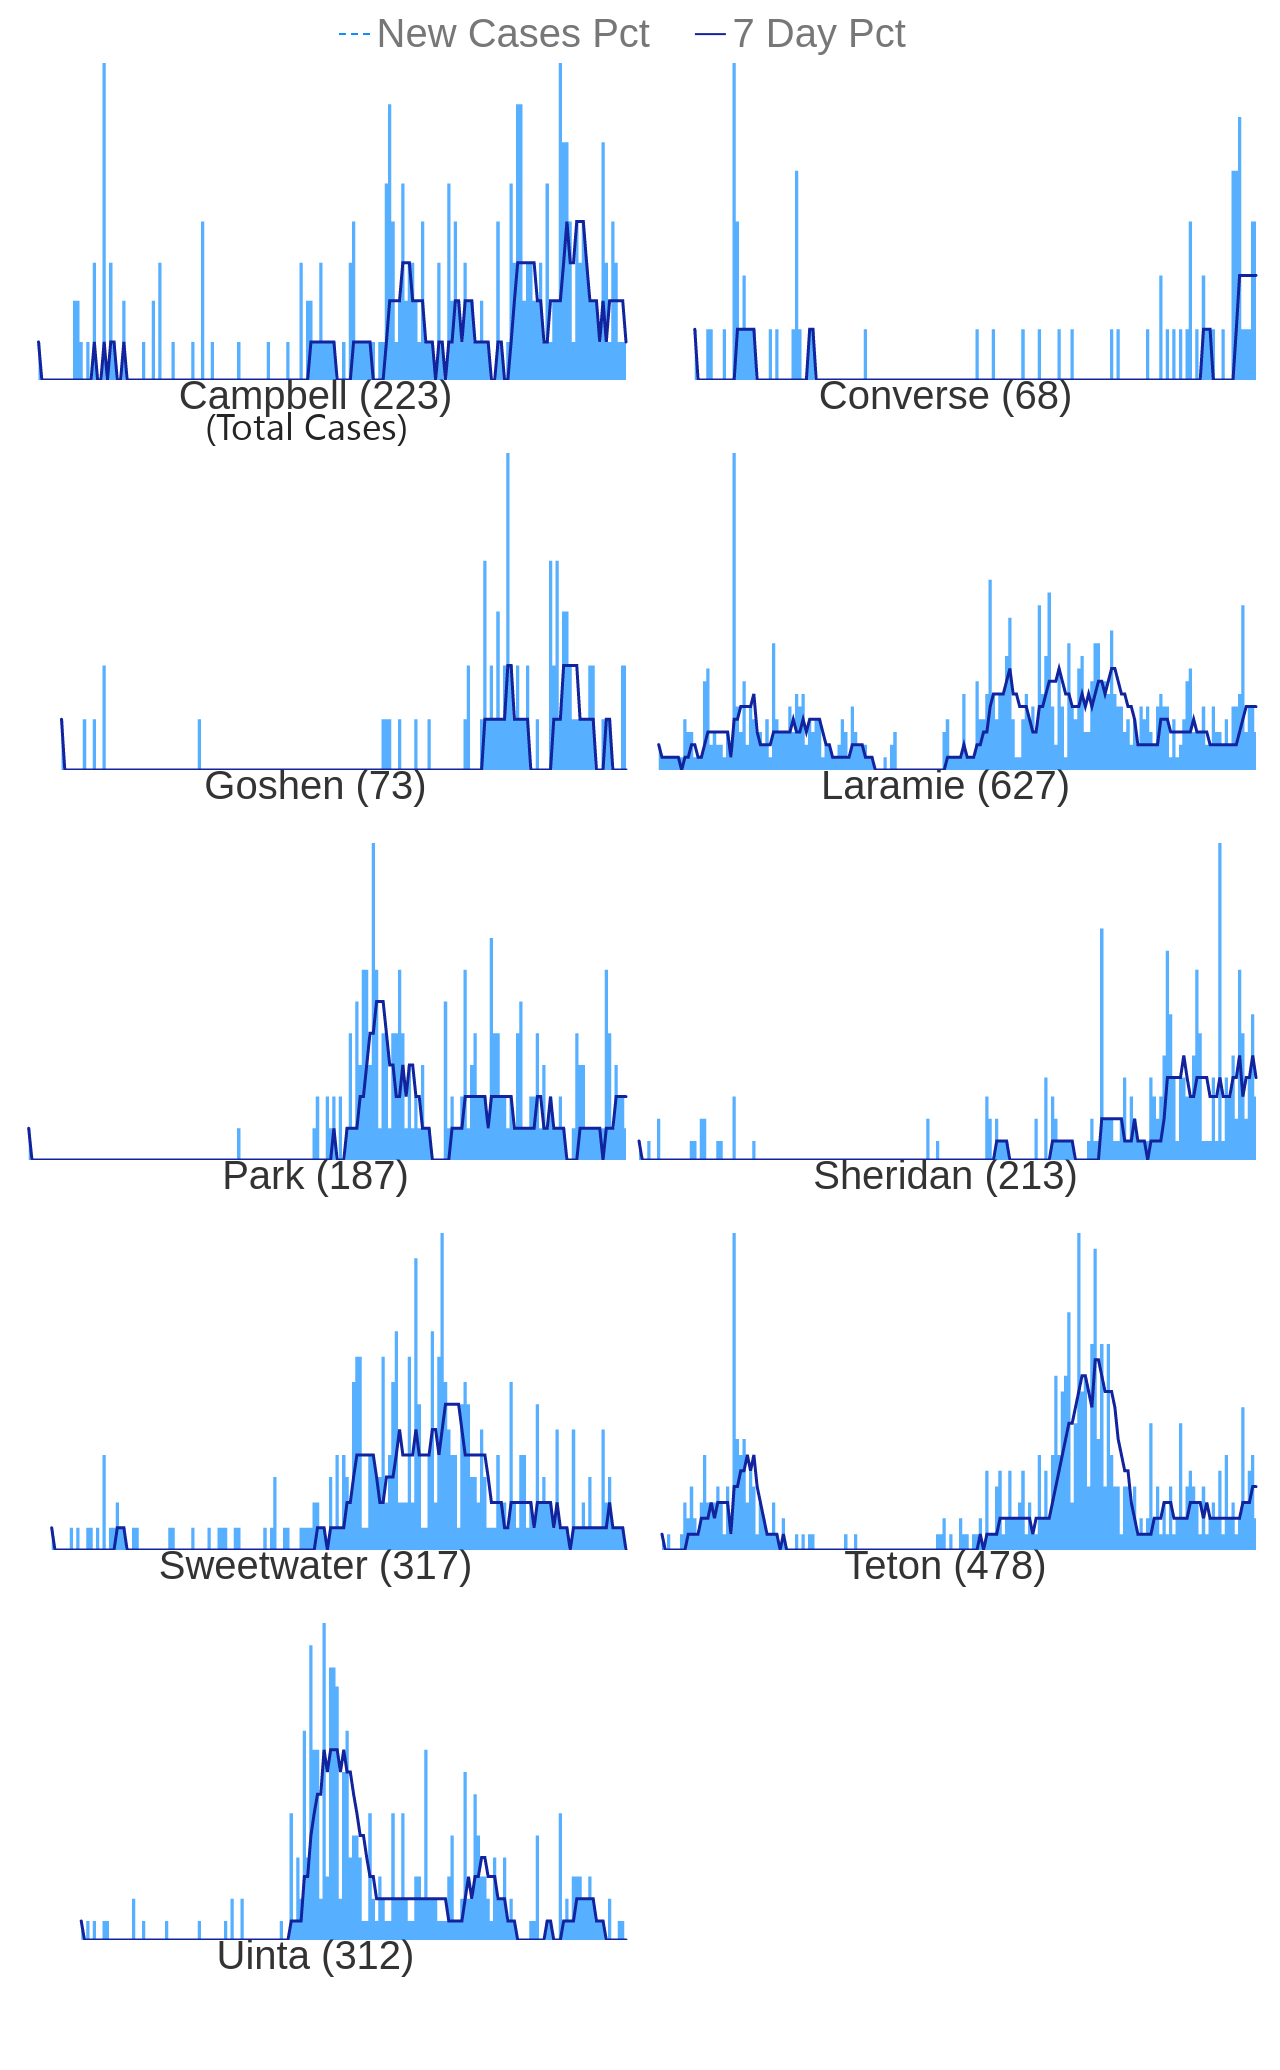 New Cases Pct 7 Day Pct
Campbell (223) Converse (68)
(Total Cases)
Goshen (73) Laramie (627)
Park (187) Sheridan (213)
Sweetwater (317) Teton (478)
Uinta (312)